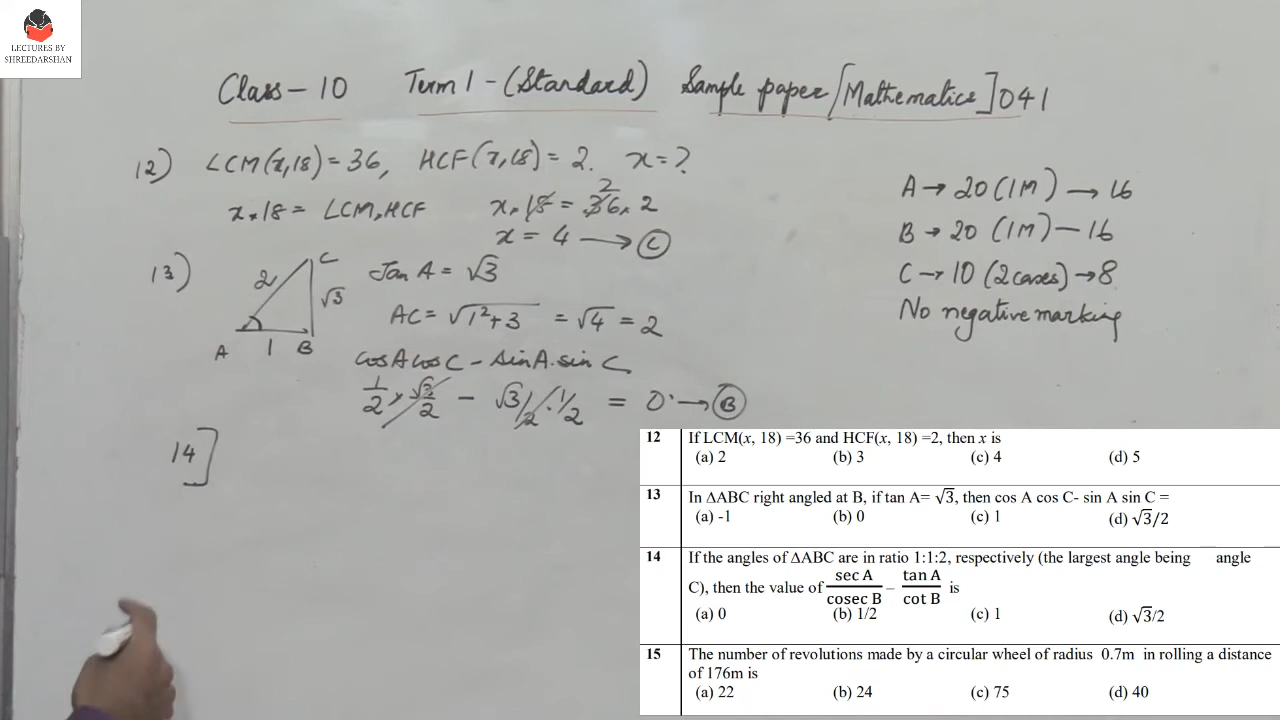 LECTURES BY
SHREEDARSHAN
Class - 10 Term 1 - (Standard) Sample paper [Mathematics] 041
12) LCM(x,18) = 36, HCF(x,18) = 2. x = ?
x × 18 = LCM × HCF x × 18 = 36 × 2
2
x = 4 → (C)
13) C 2 √3 A 1 B
Tan A = √3
AC = √1²+3 = √4 = 2
cosA cosC - sinA. sin C
1/2 × √3/2 - √3/2 . 1/2 = 0 → (B)
14]
A → 20 (1M) → 16
B → 20 (1M) - 16
C → 10 (2 cases) → 8
No negative marking
12 If LCM(x, 18) =36 and HCF(x, 18) =2, then x is
(a) 2 (b) 3 (c) 4 (d) 5
13 In ΔABC right angled at B, if tan A= √3, then cos A cos C- sin A sin C =
(a) -1 (b) 0 (c) 1 (d) √3/2
14 If the angles of ΔABC are in ratio 1:1:2, respectively (the largest angle being angle
C), then the value of sec A/cosec B – tan A/cot B is
(a) 0 (b) 1/2 (c) 1 (d) √3/2
15 The number of revolutions made by a circular wheel of radius 0.7m in rolling a distance
of 176m is
(a) 22 (b) 24 (c) 75 (d) 40